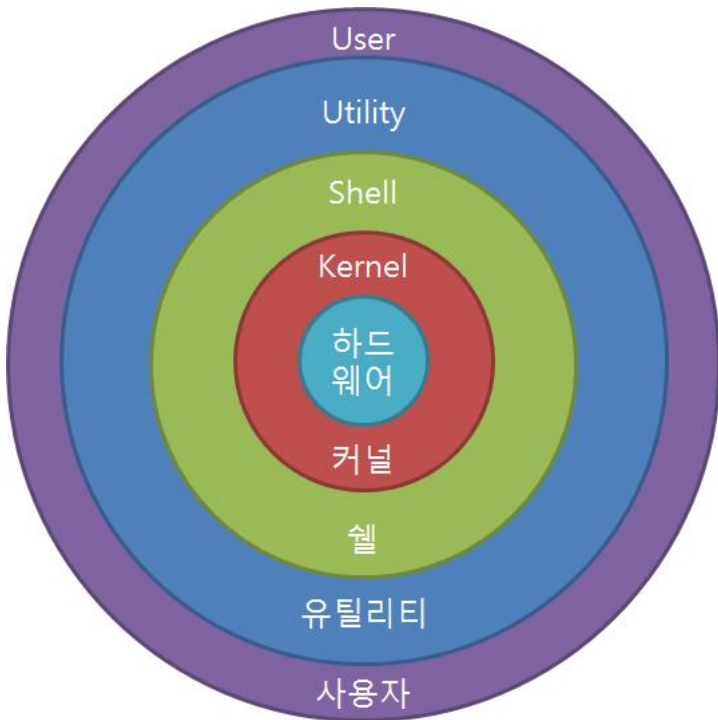 User
Utility
Shell
Kernel
하드
웨어
커널
쉘
유틸리티
사용자